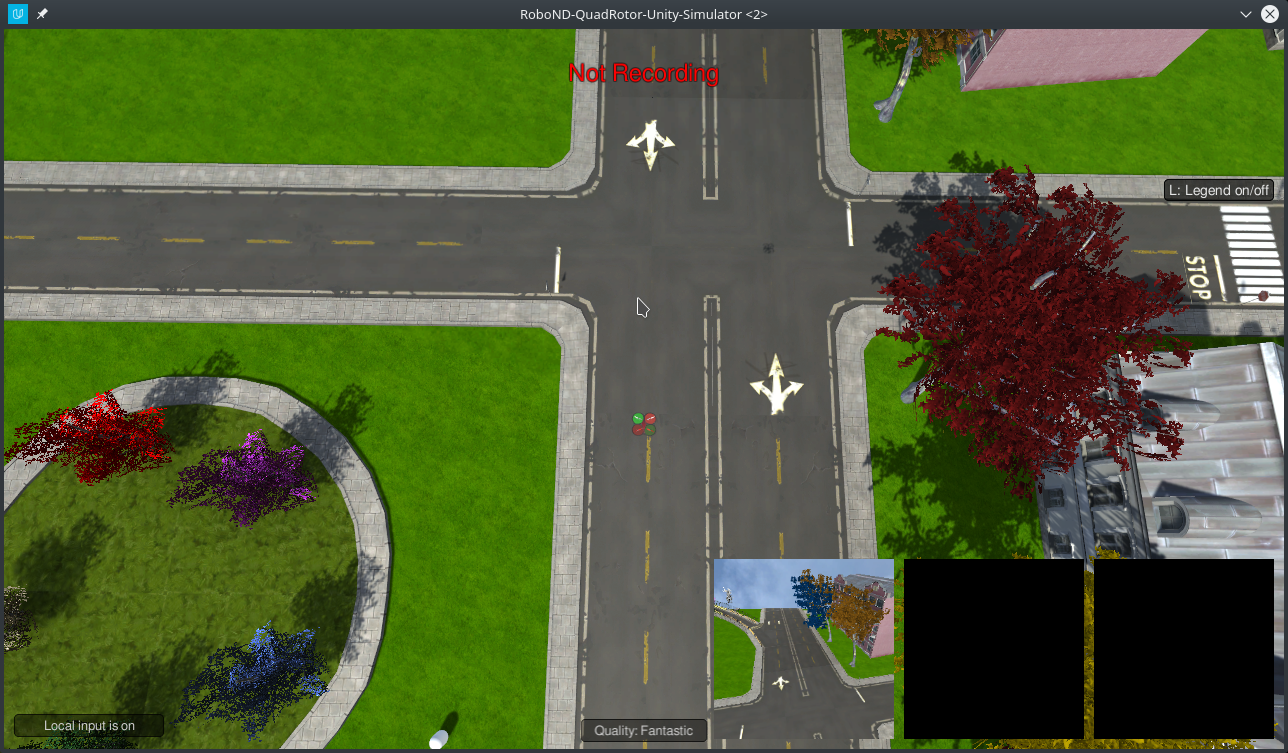 RoboND-QuadRotor-Unity-Simulator <2>
Not Recording
L: Legend on/off
STOP
Local input is on
Quality: Fantastic